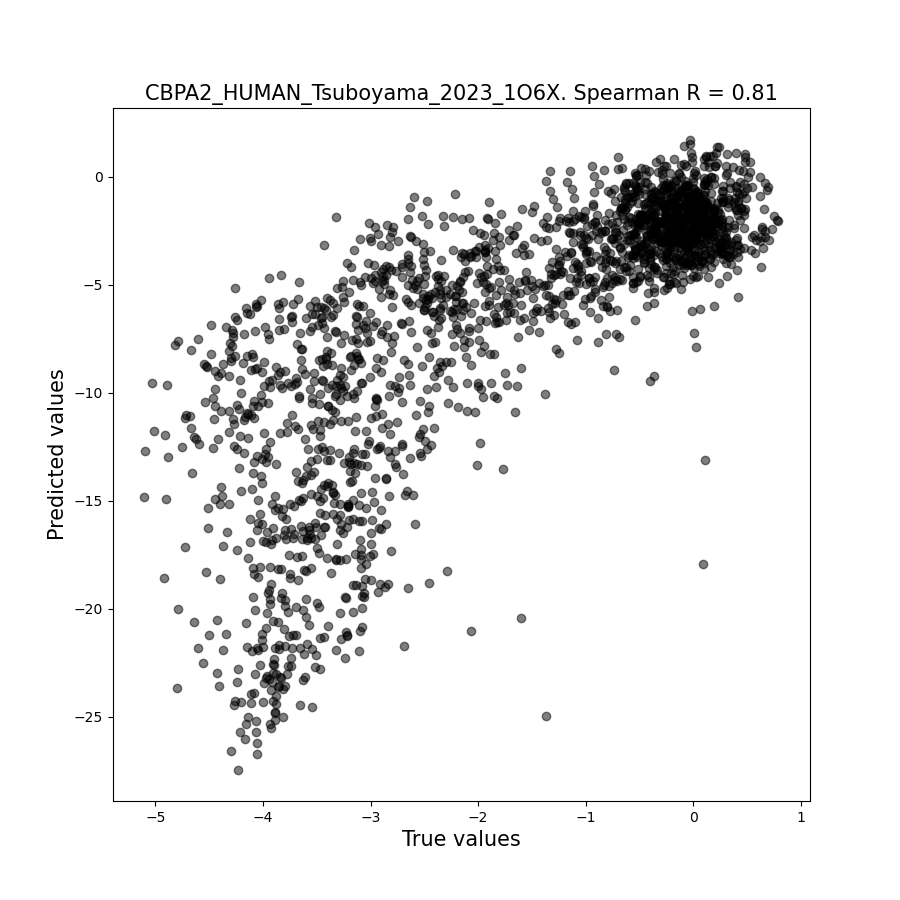 CBPA2_HUMAN_Tsuboyama_2023_1O6X. Spearman R = 0.81
0
−5
−10
−15
−20
−25
Predicted values
−5 −4 −3 −2 −1 0 1
True values